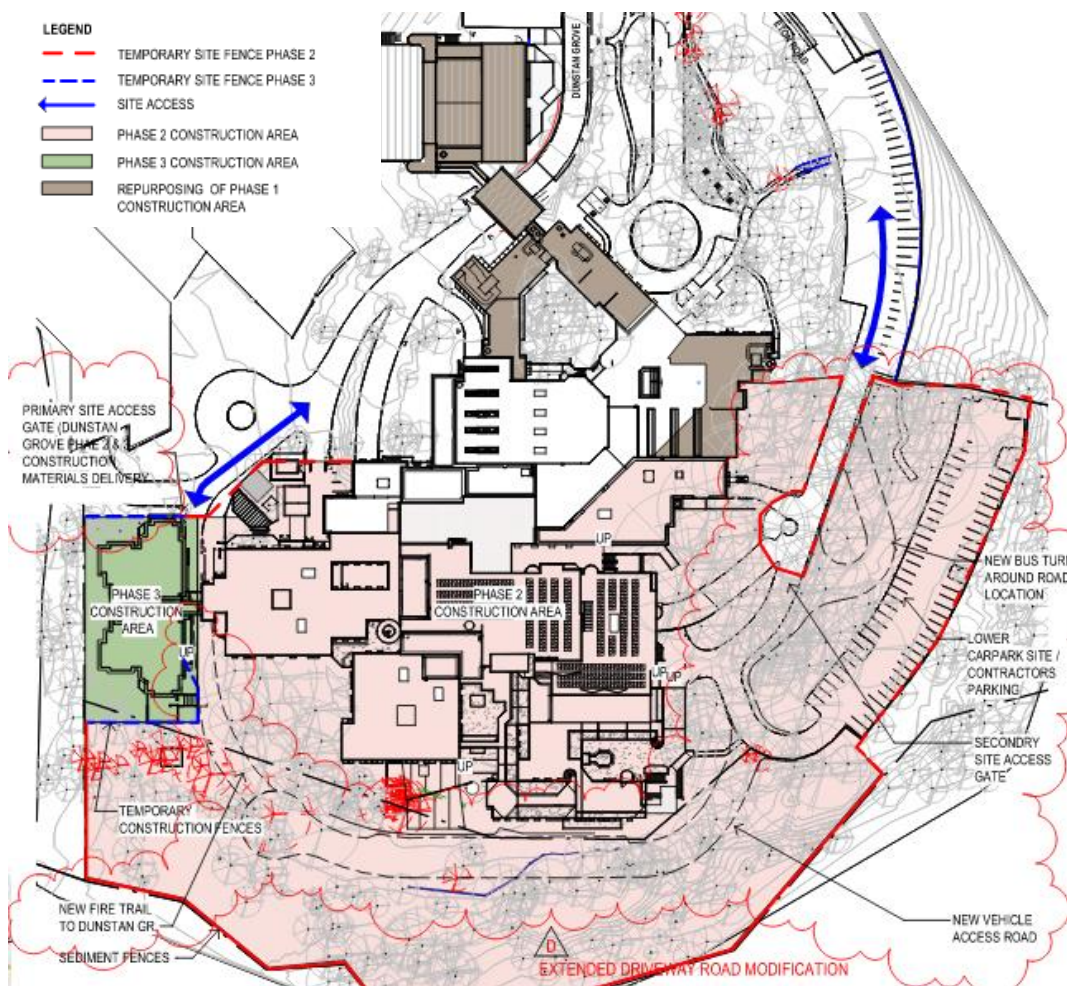 LEGEND
TEMPORARY SITE FENCE PHASE 2
TEMPORARY SITE FENCE PHASE 3
SITE ACCESS
PHASE 2 CONSTRUCTION AREA
PHASE 3 CONSTRUCTION AREA
REPURPOSING OF PHASE 1
CONSTRUCTION AREA
DUNSTAN GROVE
ROAD
PRIMARY SITE ACCESS
GATE (DUNSTAN
GROVE PHAE 2 & 3
CONSTRUCTION
MATERIALS DELIVERY
UP
PHASE 3
CONSTRUCTION
AREA
UP
PHASE 2
CONSTRUCTION AREA
NEW BUS TURN
AROUND ROAD
LOCATION
LOWER
CARPARK SITE /
CONTRACTORS
PARKING
UP
UP
UP
SECONDRY
SITE ACCESS
GATE
TEMPORARY
CONSTRUCTION FENCES
NEW FIRE TRAIL
TO DUNSTAN GR
SEDIMENT FENCES
NEW VEHICLE
ACCESS ROAD
D
EXTENDED DRIVEWAY ROAD MODIFICATION